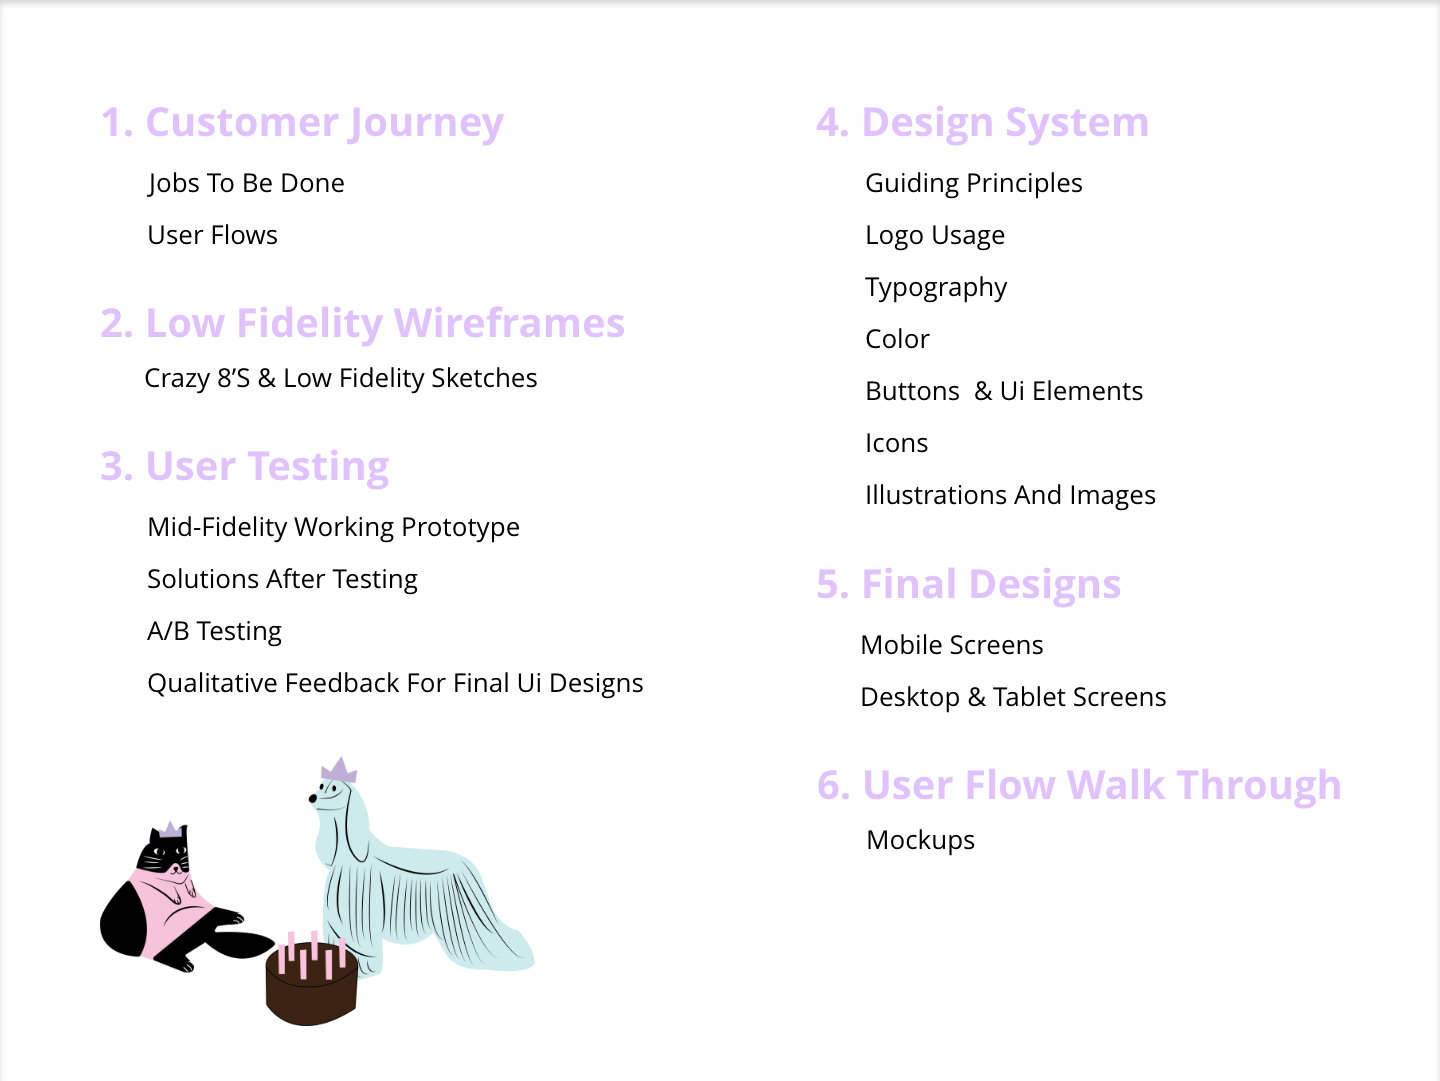 1. Customer Journey
Jobs To Be Done
User Flows
2. Low Fidelity Wireframes
Crazy 8’S & Low Fidelity Sketches
3. User Testing
Mid-Fidelity Working Prototype
Solutions After Testing
A/B Testing
Qualitative Feedback For Final Ui Designs
4. Design System
Guiding Principles
Logo Usage
Typography
Color
Buttons  & Ui Elements
Icons
Illustrations And Images
5. Final Designs
Mobile Screens
Desktop & Tablet Screens
6. User Flow Walk Through
Mockups